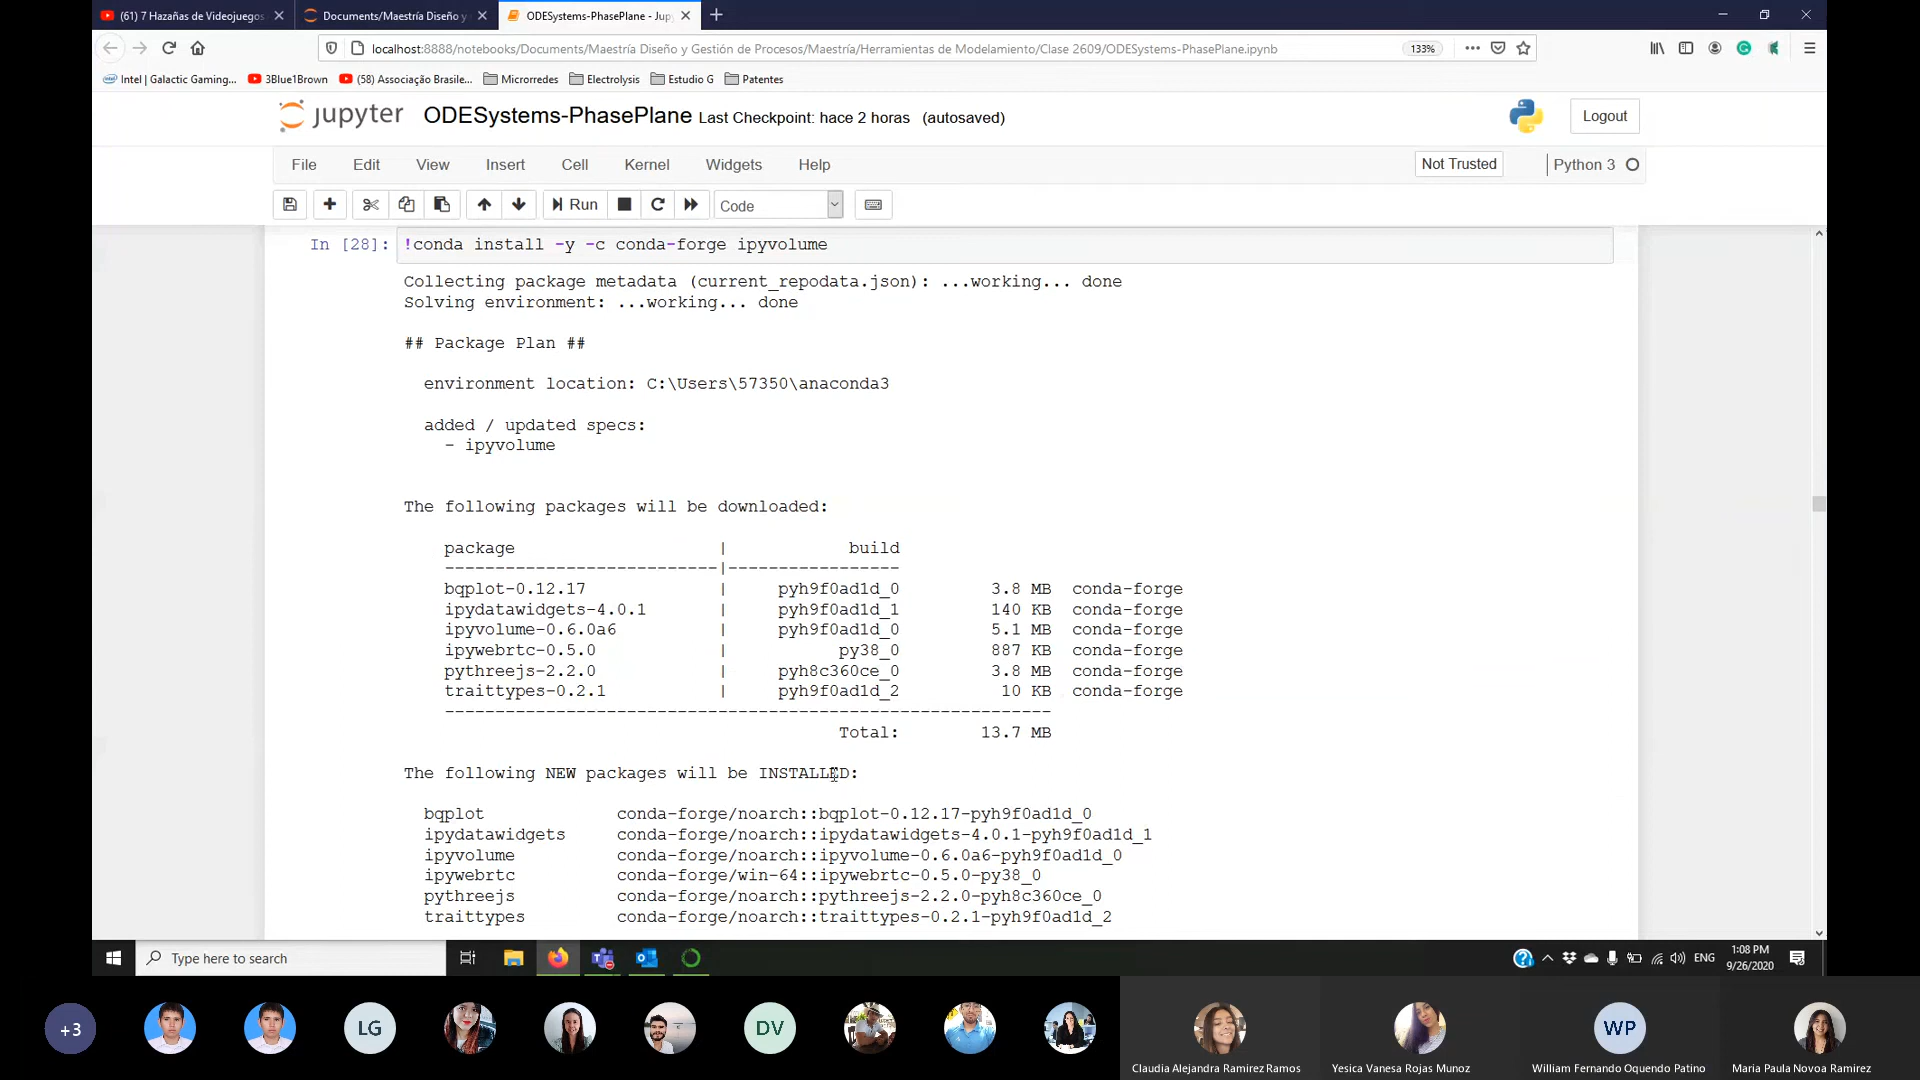 (61) 7 Hazañas de Videojuegos
Documents/Maestría Diseño y
ODESystems-PhasePlane - Jup
localhost:8888/notebooks/Documents/Maestría Diseño y Gestión de Procesos/Maestría/Herramientas de Modelamiento/Clase 2609/ODESystems-PhasePlane.ipynb
133%
Intel | Galactic Gaming...
3Blue1Brown
(58) Associação Brasile...
Microrredes
Electrolysis
Estudio G
Patentes
jupyter ODESystems-PhasePlane Last Checkpoint: hace 2 horas (autosaved)
Logout
File Edit View Insert Cell Kernel Widgets Help
Not Trusted
Python 3
Run
Code
In [28]: !conda install -y -c conda-forge ipyvolume
Collecting package metadata (current_repodata.json): ...working... done
Solving environment: ...working... done
## Package Plan ##
environment location: C:\Users\57350\anaconda3
added / updated specs:
- ipyvolume
The following packages will be downloaded:
package | build
---------------------------|-----------------
bqplot-0.12.17 | pyh9f0ad1d_0 3.8 MB conda-forge
ipydatawidgets-4.0.1 | pyh9f0ad1d_1 140 KB conda-forge
ipyvolume-0.6.0a6 | pyh9f0ad1d_0 5.1 MB conda-forge
ipywebrtc-0.5.0 | py38_0 887 KB conda-forge
pythreejs-2.2.0 | pyh8c360ce_0 3.8 MB conda-forge
traittypes-0.2.1 | pyh9f0ad1d_2 10 KB conda-forge
------------------------------------------------------------
Total: 13.7 MB
The following NEW packages will be INSTALLED:
bqplot conda-forge/noarch::bqplot-0.12.17-pyh9f0ad1d_0
ipydatawidgets conda-forge/noarch::ipydatawidgets-4.0.1-pyh9f0ad1d_1
ipyvolume conda-forge/noarch::ipyvolume-0.6.0a6-pyh9f0ad1d_0
ipywebrtc conda-forge/win-64::ipywebrtc-0.5.0-py38_0
pythreejs conda-forge/noarch::pythreejs-2.2.0-pyh8c360ce_0
traittypes conda-forge/noarch::traittypes-0.2.1-pyh9f0ad1d_2
Type here to search
ENG
1:08 PM
9/26/2020
+3
LG
DV
WP
Claudia Alejandra Ramirez Ramos
Yesica Vanesa Rojas Munoz
William Fernando Oquendo Patino
Maria Paula Novoa Ramirez